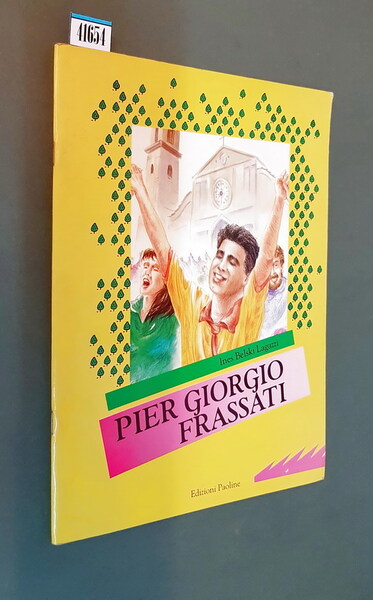 41654
Ines Belski Lagazzi
PIER GIORGIO
FRASSATI
Edizioni Paoline